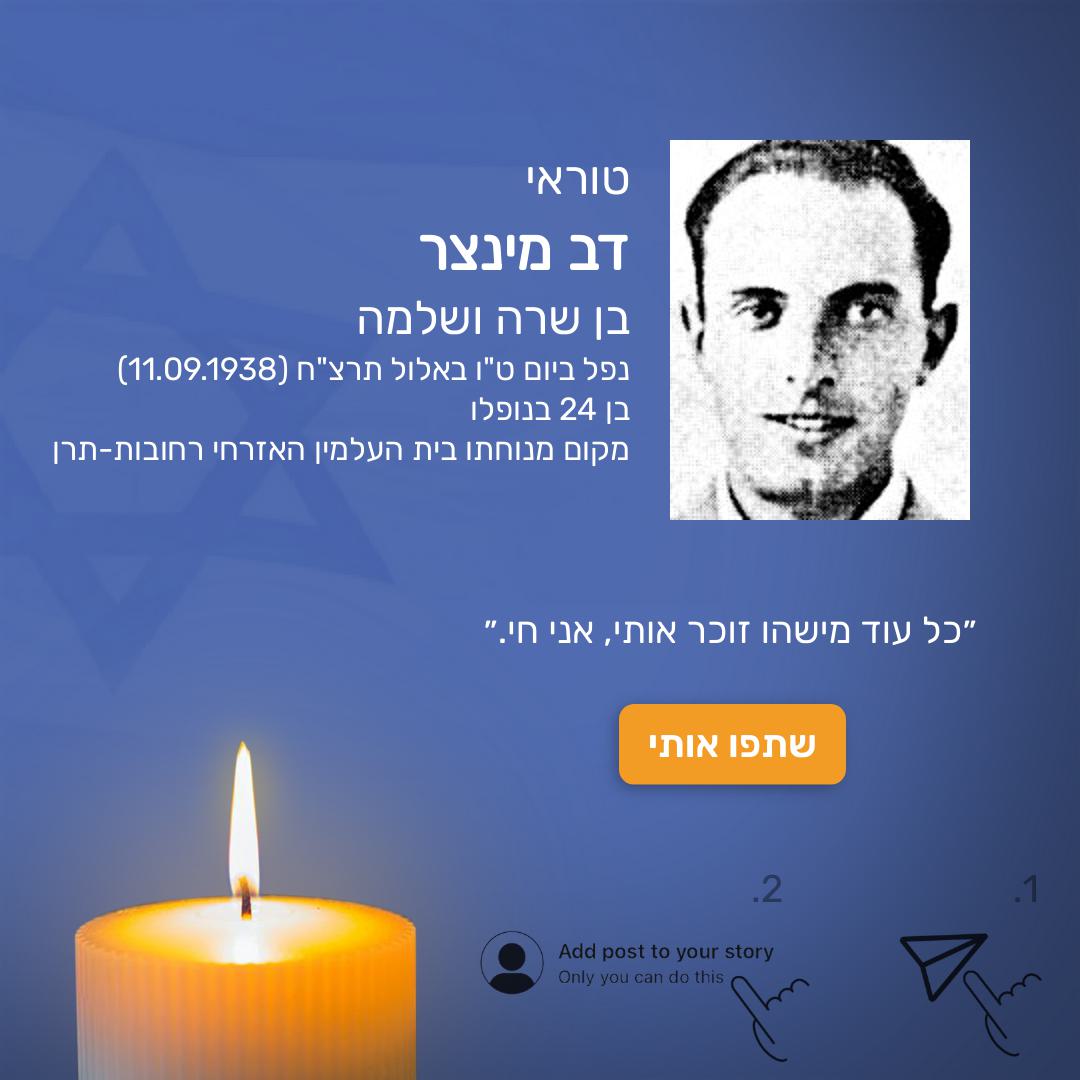 טוראי
דב מינצר
בן שרה ושלמה
נפל ביום ט"ו באלול תרצ"ח (11.09.1938)
בן 24 בנופלו
מקום מנוחתו בית העלמין האזרחי רחובות-תרן
״כל עוד מישהו זוכר אותי, אני חי.״
שתפו אותי
1.
2.
Add post to your story
Only you can do this